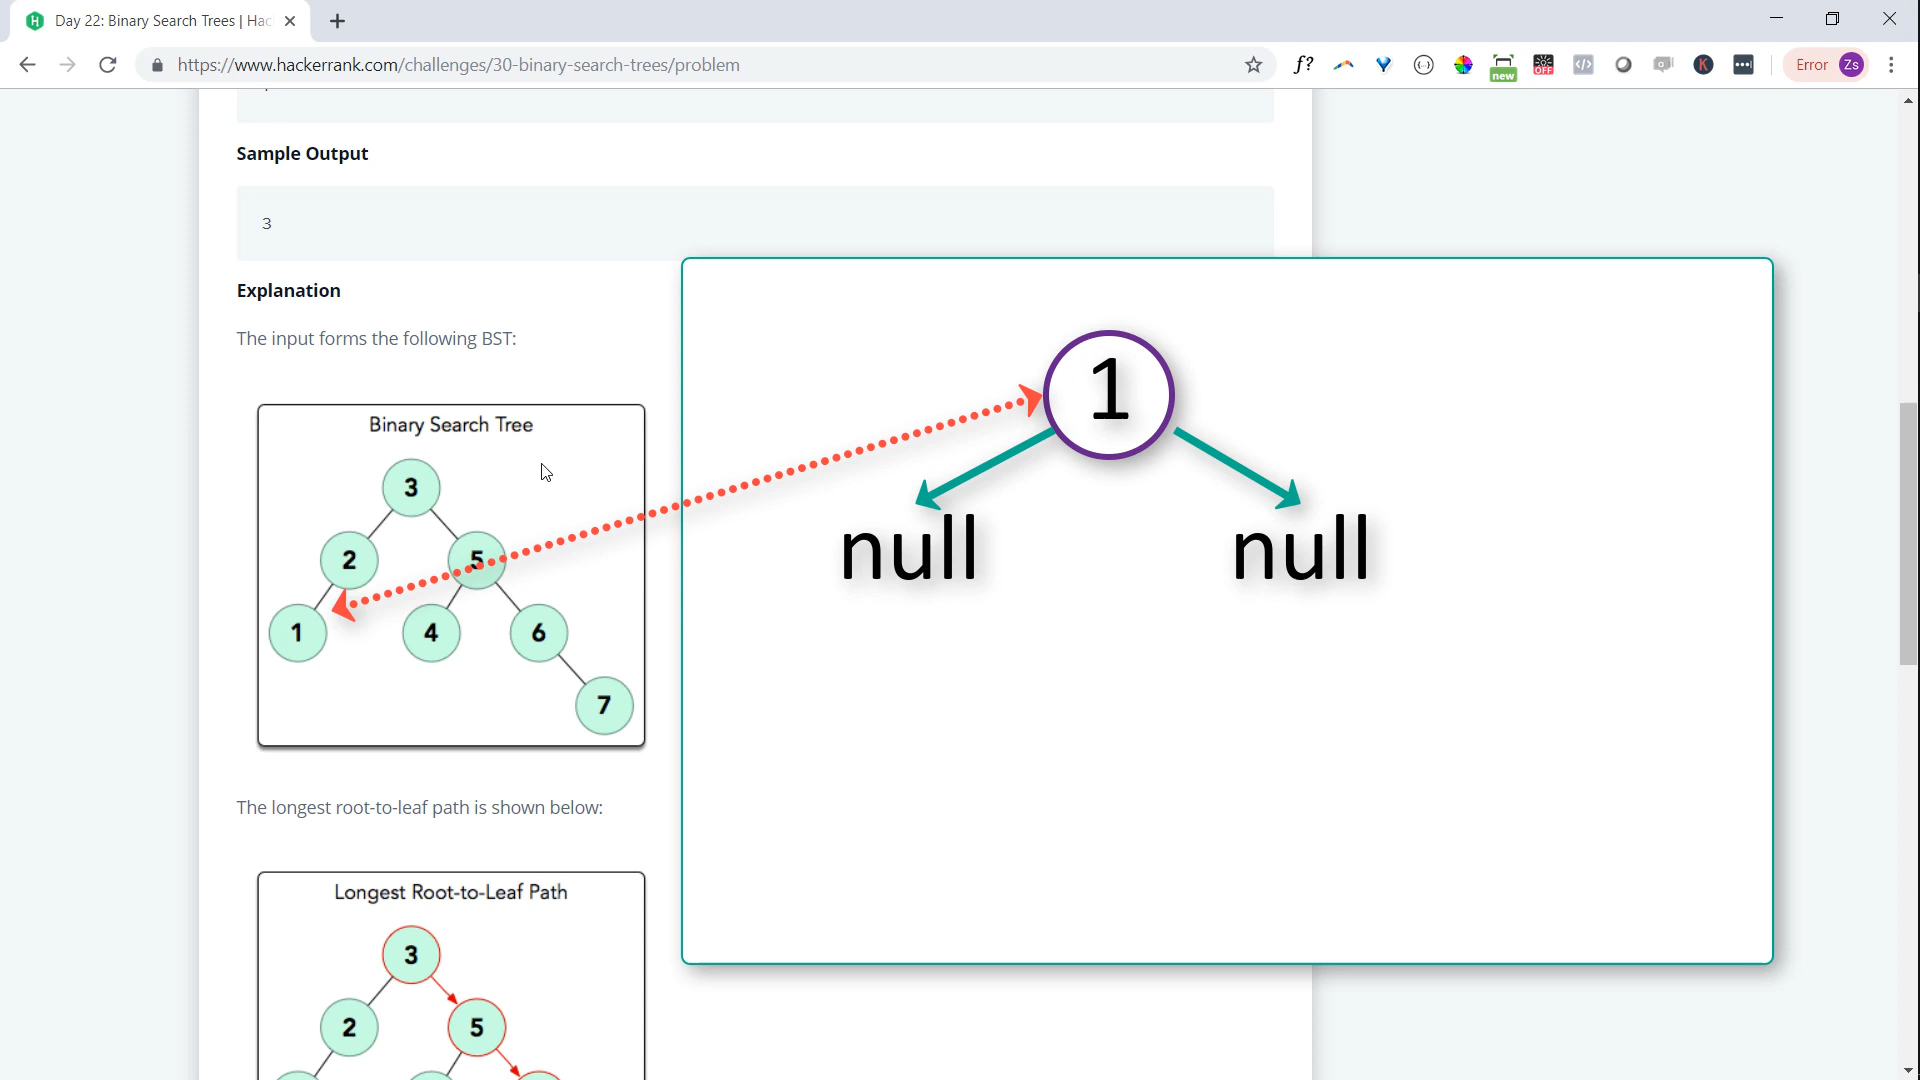 Day 22: Binary Search Trees | Hac
https://www.hackerrank.com/challenges/30-binary-search-trees/problem
f?
new
OFF
K
Error
Zs
Sample Output
3
Explanation
The input forms the following BST:
Binary Search Tree
3
2
5
1
4
6
7
1
null
null
The longest root-to-leaf path is shown below:
Longest Root-to-Leaf Path
3
2
5